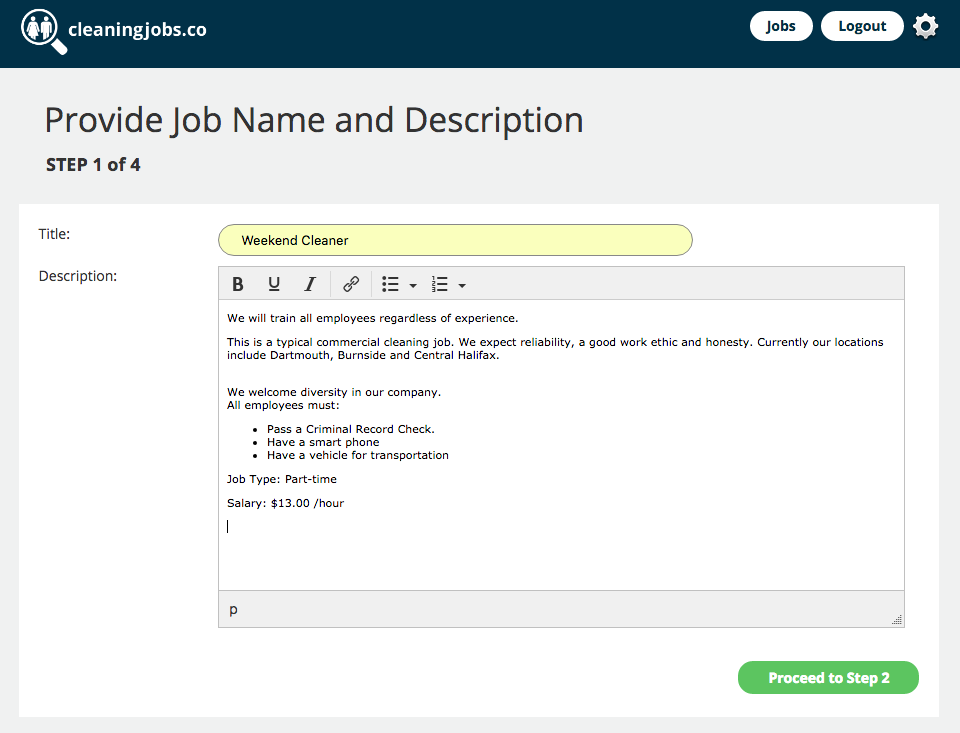 cleaningjobs.co
Jobs
Logout
Provide Job Name and Description
STEP 1 of 4
Title:
Weekend Cleaner
Description:
B U I
We will train all employees regardless of experience.
This is a typical commercial cleaning job. We expect reliability, a good work ethic and honesty. Currently our locations
include Dartmouth, Burnside and Central Halifax.
We welcome diversity in our company.
All employees must:
• Pass a Criminal Record Check.
• Have a smart phone
• Have a vehicle for transportation
Job Type: Part-time
Salary: $13.00 /hour
p
Proceed to Step 2